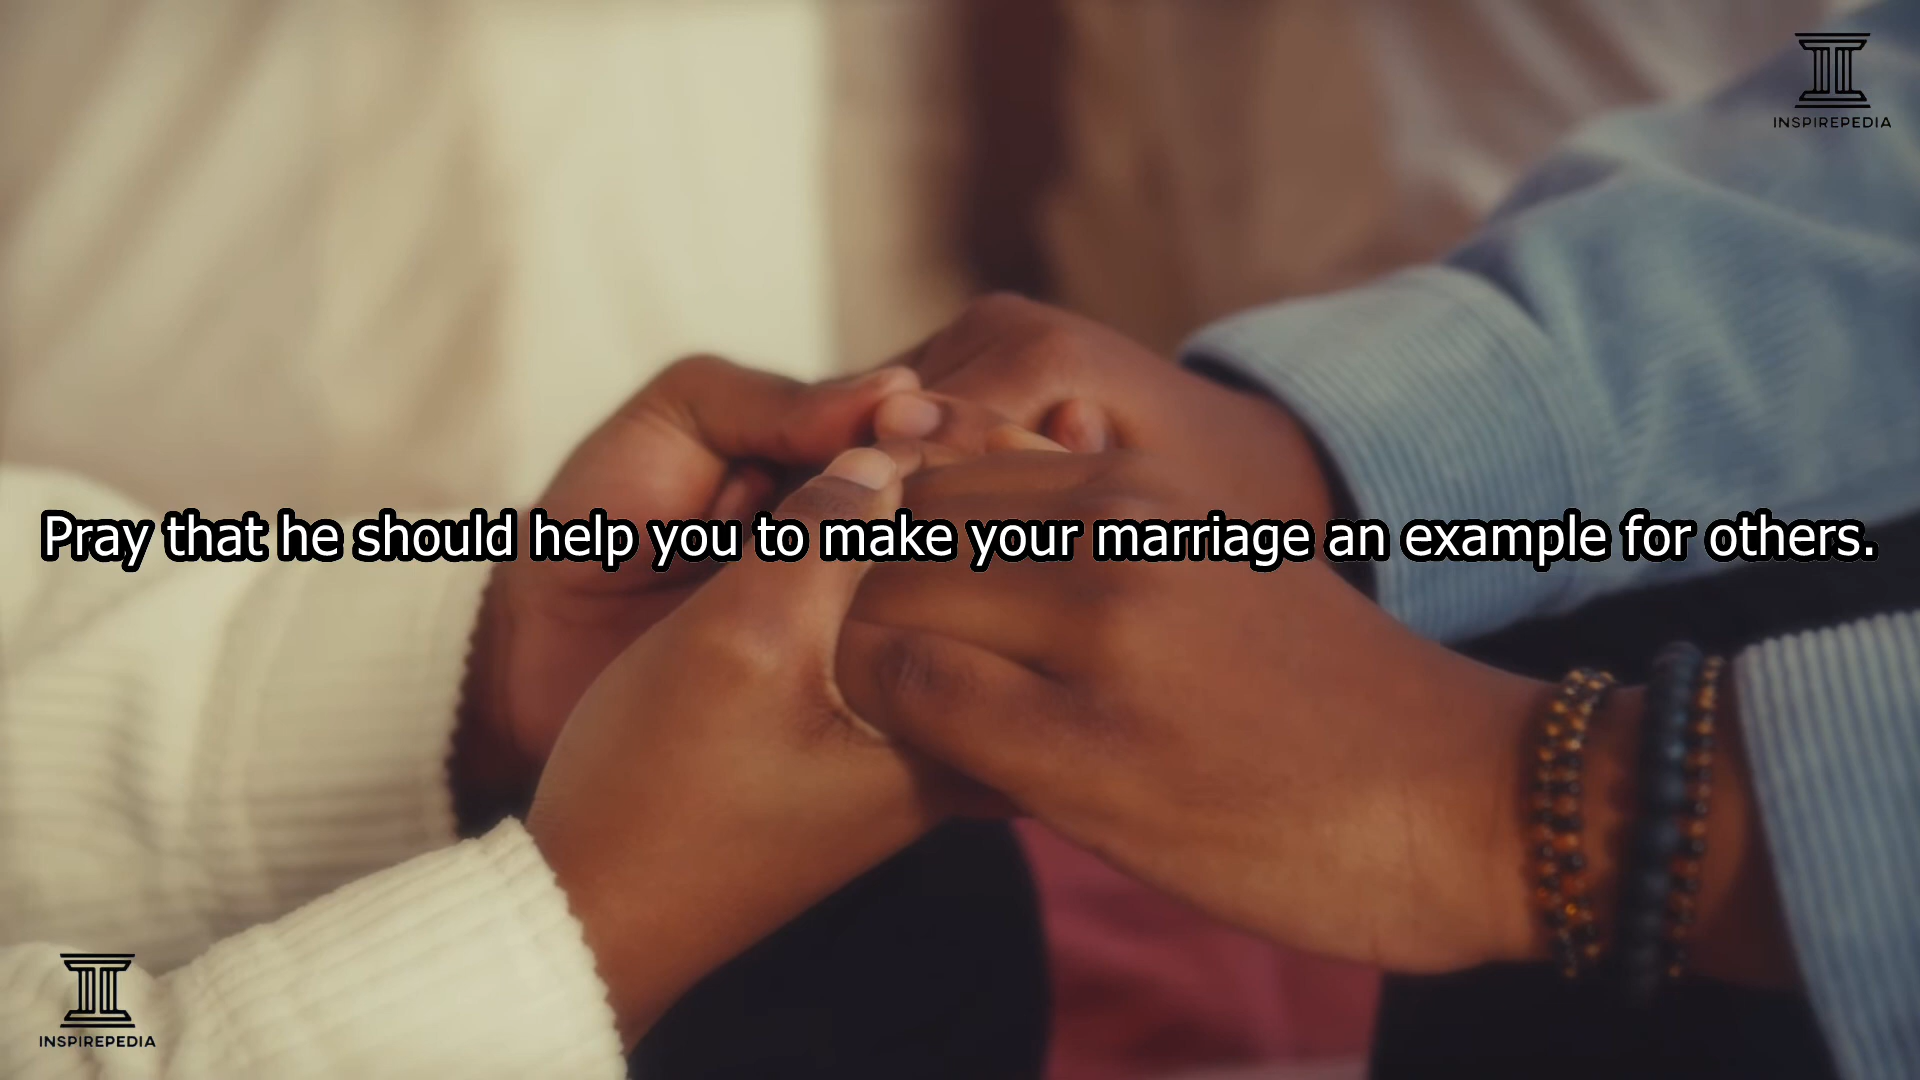 INSPIREPEDIA
Pray that he should help you to make your marriage an example for others.
INSPIREPEDIA